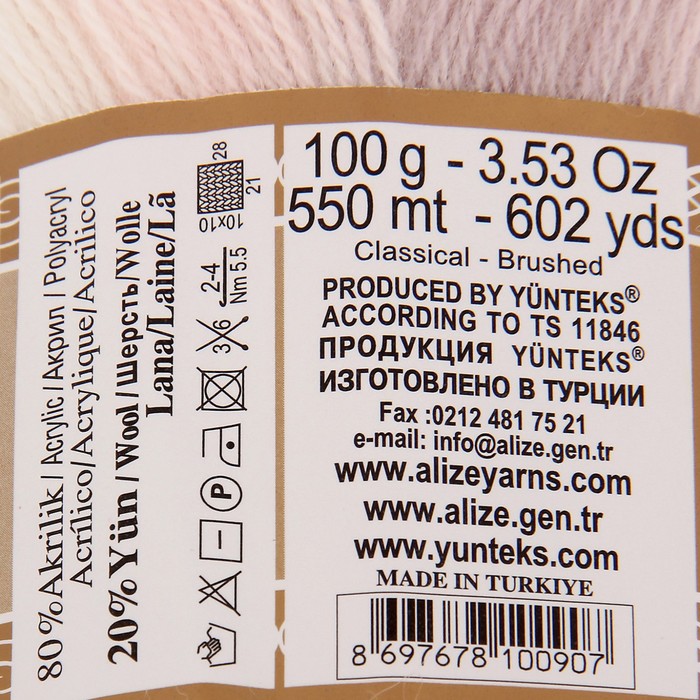 80%Akrilik / Acrylic / Акрил / Polyacryl
Acrílico/Acrylique/Acrilico
20% Yün / Wool / Шерсть/Wolle
Lana/Laine/Lã
28
21
10x10
2-4
Nm 5.5
3 6
P
100 g - 3.53 Oz
550 mt - 602 yds
Classical - Brushed
PRODUCED BY YÜNTEKS®
ACCORDING TO TS 11846
ПРОДУКЦИЯ YÜNTEKS®
ИЗГОТОВЛЕНО В ТУРЦИИ
Fax :0212 481 75 21
e-mail: info@alize.gen.tr
www.alizeyarns.com
www.alize.gen.tr
www.yunteks.com
MADE IN TURKIYE
8 697678 100907